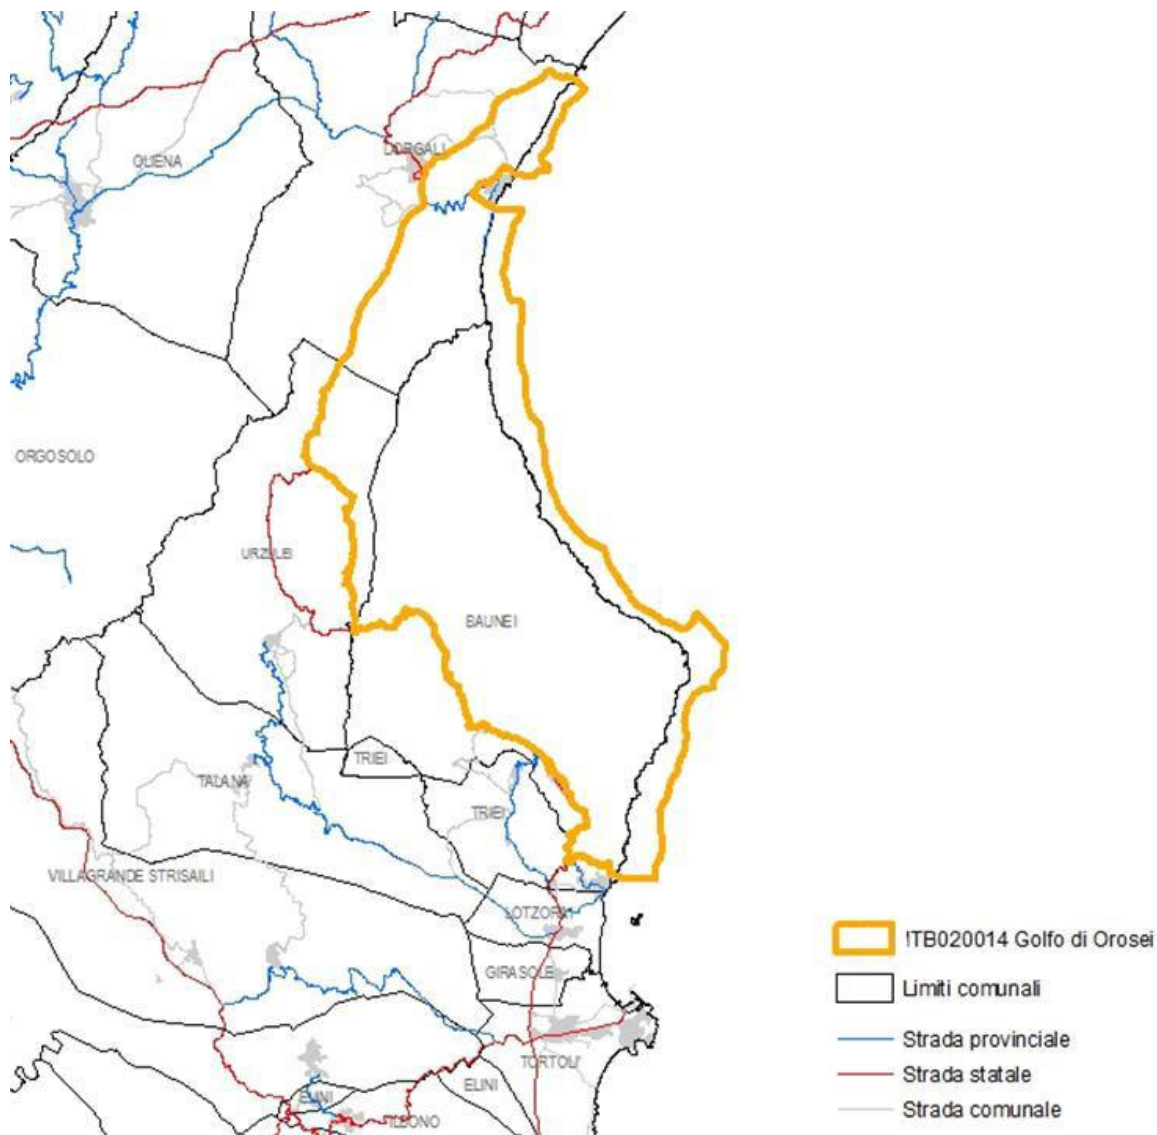 DORGALI
OLIENA
ORGOSOLO
URZULEI
BAUNEI
TRIEI
TALANA
TRIEI
VILLAGRANDE STRISAILI
LOTZORAI
GIRASOLE
TORTOLI'
ELINI
ELINI
ILBONO
ITB020014 Golfo di Orosei
Limiti comunali
Strada provinciale
Strada statale
Strada comunale